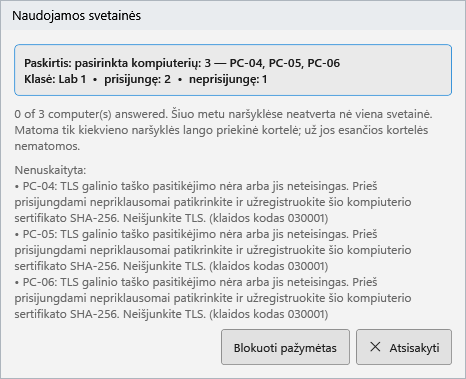 Naudojamos svetainės
Paskirtis: pasirinkta kompiuterių: 3 — PC-04, PC-05, PC-06
Klasė: Lab 1 • prisijungę: 2 • neprisijungę: 1
0 of 3 computer(s) answered. Šiuo metu naršyklėse neatverta nė viena svetainė.
Matoma tik kiekvieno naršyklės lango priekinė kortelė; už jos esančios kortelės
nematomos.
Nenuskaityta:
• PC-04: TLS galinio taško pasitikėjimo nėra arba jis neteisingas. Prieš
prisijungdami nepriklausomai patikrinkite ir užregistruokite šio kompiuterio
sertifikato SHA-256. Neišjunkite TLS. (klaidos kodas 030001)
• PC-05: TLS galinio taško pasitikėjimo nėra arba jis neteisingas. Prieš
prisijungdami nepriklausomai patikrinkite ir užregistruokite šio kompiuterio
sertifikato SHA-256. Neišjunkite TLS. (klaidos kodas 030001)
• PC-06: TLS galinio taško pasitikėjimo nėra arba jis neteisingas. Prieš
prisijungdami nepriklausomai patikrinkite ir užregistruokite šio kompiuterio
sertifikato SHA-256. Neišjunkite TLS. (klaidos kodas 030001)
Blokuoti pažymėtas
Atsisakyti